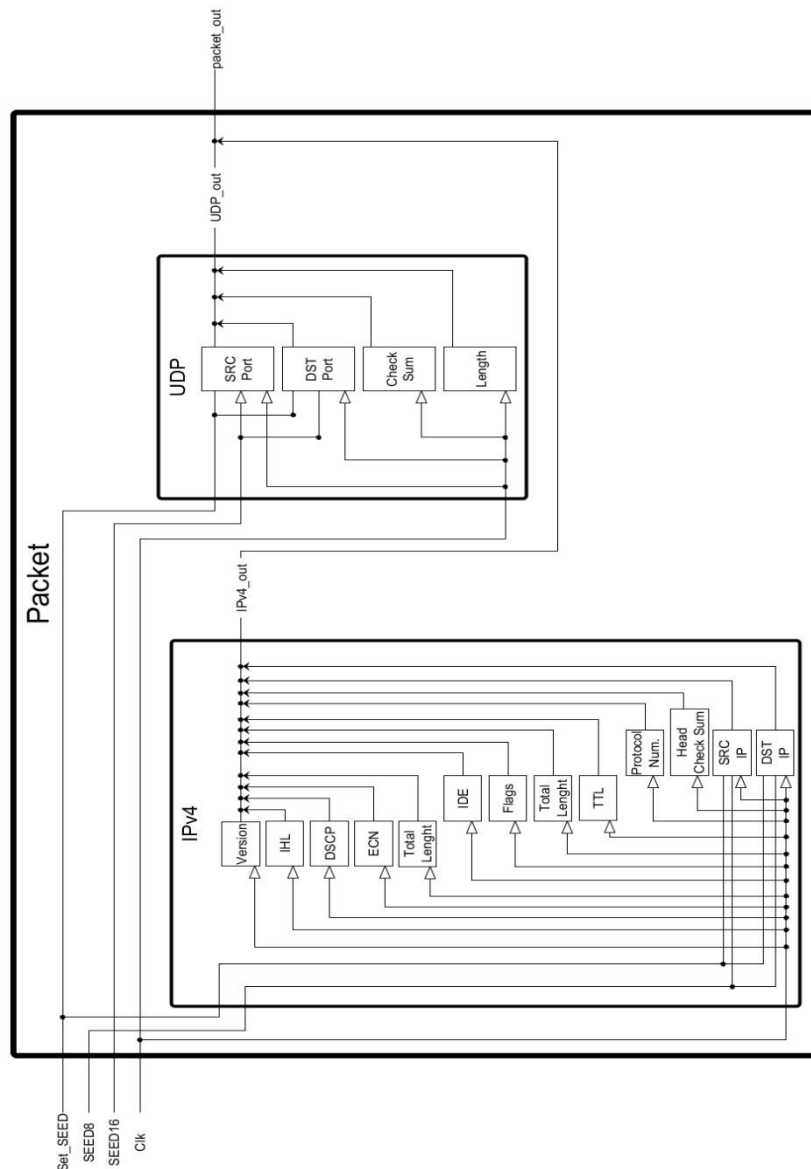 Packet
Set_SEED
SEED8
SEED16
Clk
IPv4
Version
IHL
DSCP
ECN
Total
Lenght
IDE
Flags
Total
Lenght
TTL
Protocol
Num.
Head
Check Sum
SRC
IP
DST
IP
IPv4_out
UDP
SRC
Port
DST
Port
Check
Sum
Length
UDP_out
packet_out